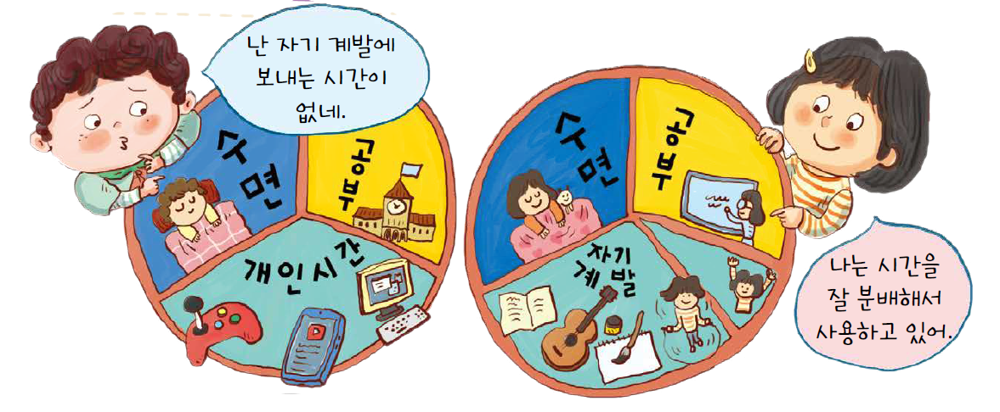 난 자기 계발에
보내는 시간이
없네.
수면
공부
개인시간
수면
공부
자기
계발
나는 시간을
잘 분배해서
사용하고 있어.